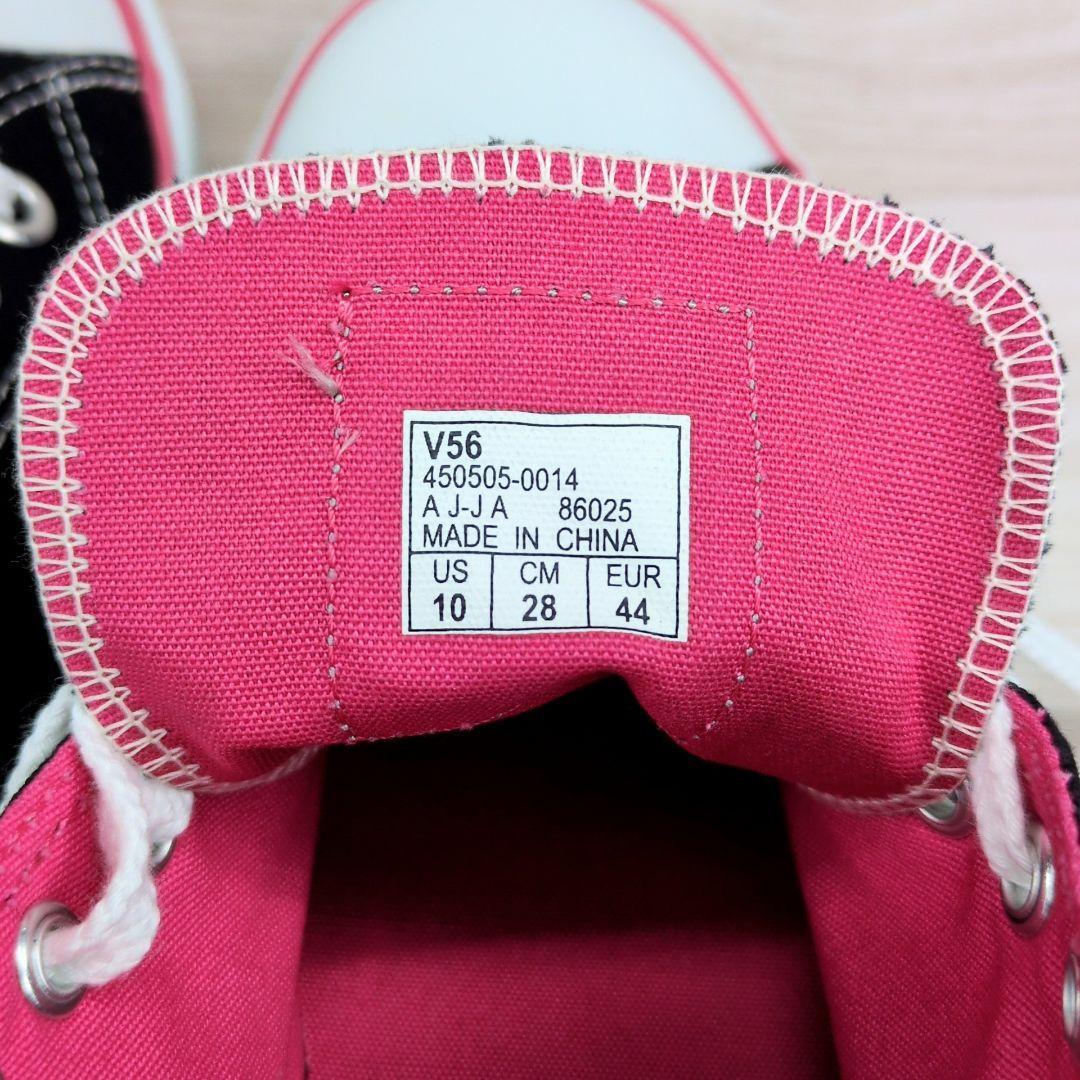 V56
450505-0014
A J-J A 86025
MADE IN CHINA
US CM EUR
10 28 44